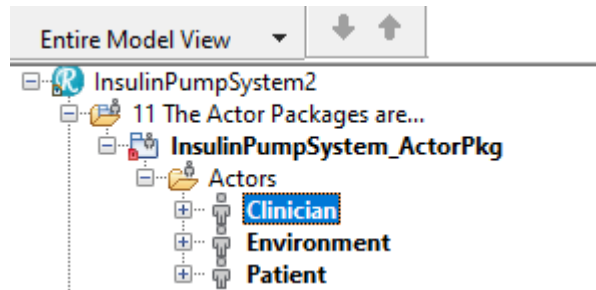 Entire Model View
InsulinPumpSystem2
11 The Actor Packages are...
InsulinPumpSystem_ActorPkg
Actors
Clinician
Environment
Patient